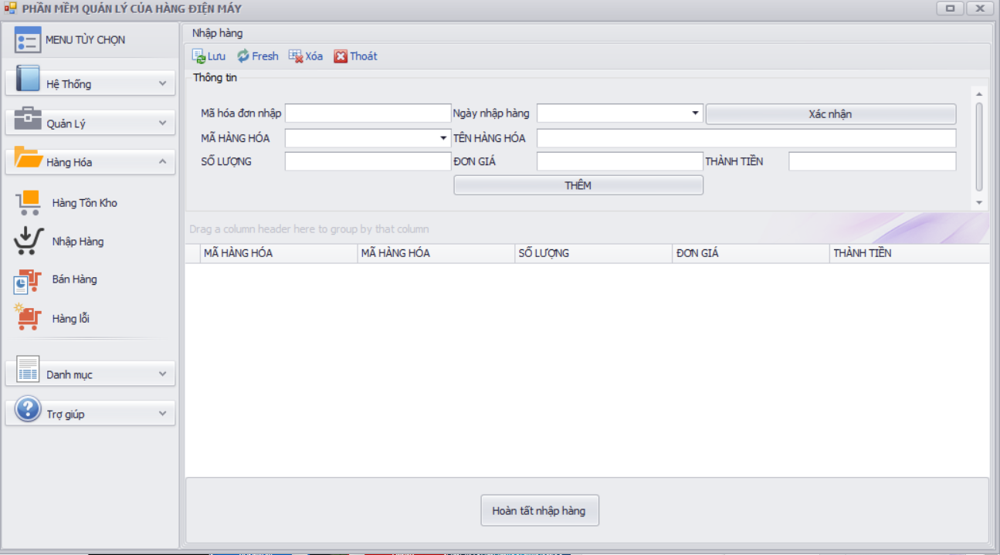 PHẦN MỀM QUẢN LÝ CỦA HÀNG ĐIỆN MÁY
MENU TÙY CHỌN
Hệ Thống
Quản Lý
Hàng Hóa
Hàng Tồn Kho
Nhập Hàng
Bán Hàng
Hàng lỗi
Danh mục
Trợ giúp
Nhập hàng
Lưu Fresh Xóa Thoát
Thông tin
Mã hóa đơn nhập Ngày nhập hàng Xác nhận
MÃ HÀNG HÓA TÊN HÀNG HÓA
SỐ LƯỢNG ĐƠN GIÁ THÀNH TIỀN
THÊM
Drag a column header here to group by that column
MÃ HÀNG HÓA MÃ HÀNG HÓA SỐ LƯỢNG ĐƠN GIÁ THÀNH TIỀN
Hoàn tất nhập hàng